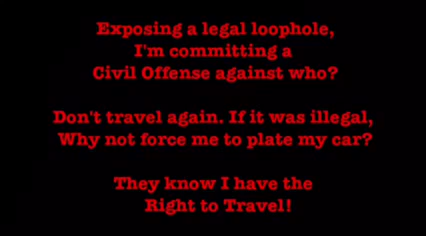 Exposing a legal loophole,
I'm committing a
Civil Offense against who?
Don't travel again. If it was illegal,
Why not force me to plate my car?
They know I have the
Right to Travel!